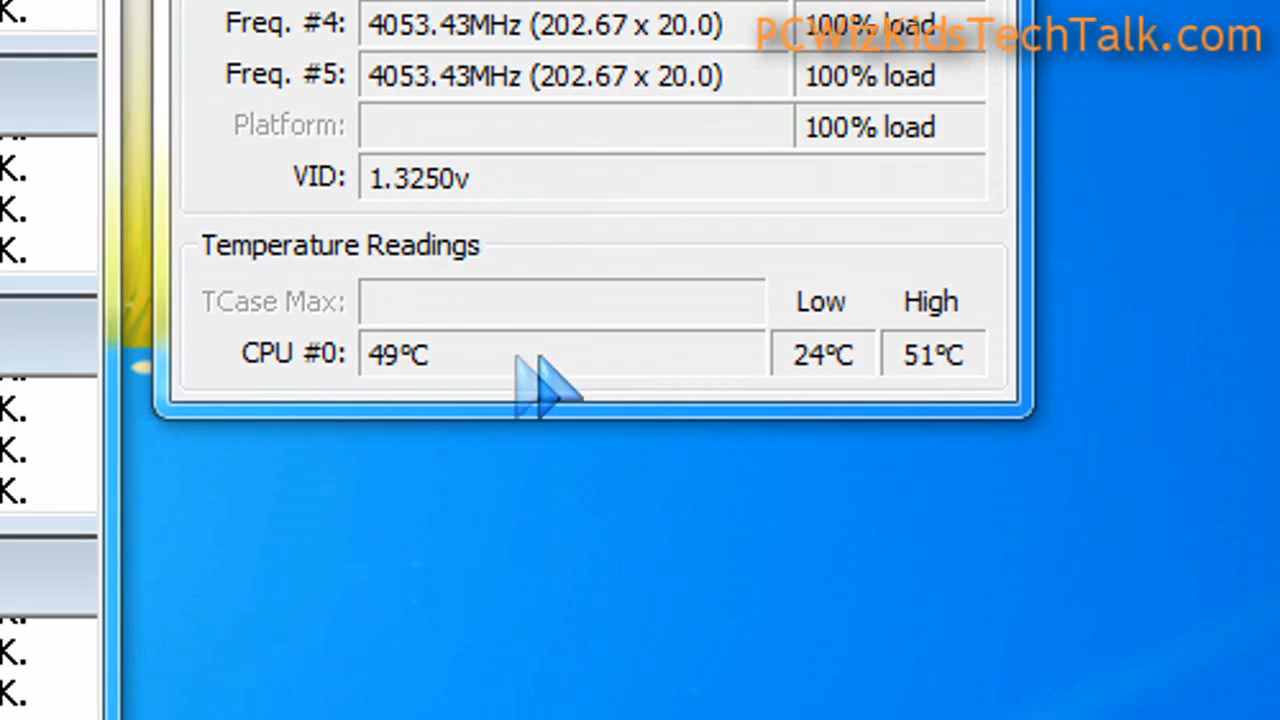 Freq. #4: 4053.43MHz (202.67 x 20.0) 100% load
PCWizKidsTechTalk.com
Freq. #5: 4053.43MHz (202.67 x 20.0) 100% load
Platform: 100% load
VID: 1.3250v
Temperature Readings
TCase Max: Low High
CPU #0: 49°C 24°C 51°C
K.
K.
K.
K.
K.
K.
K.
K.
K.